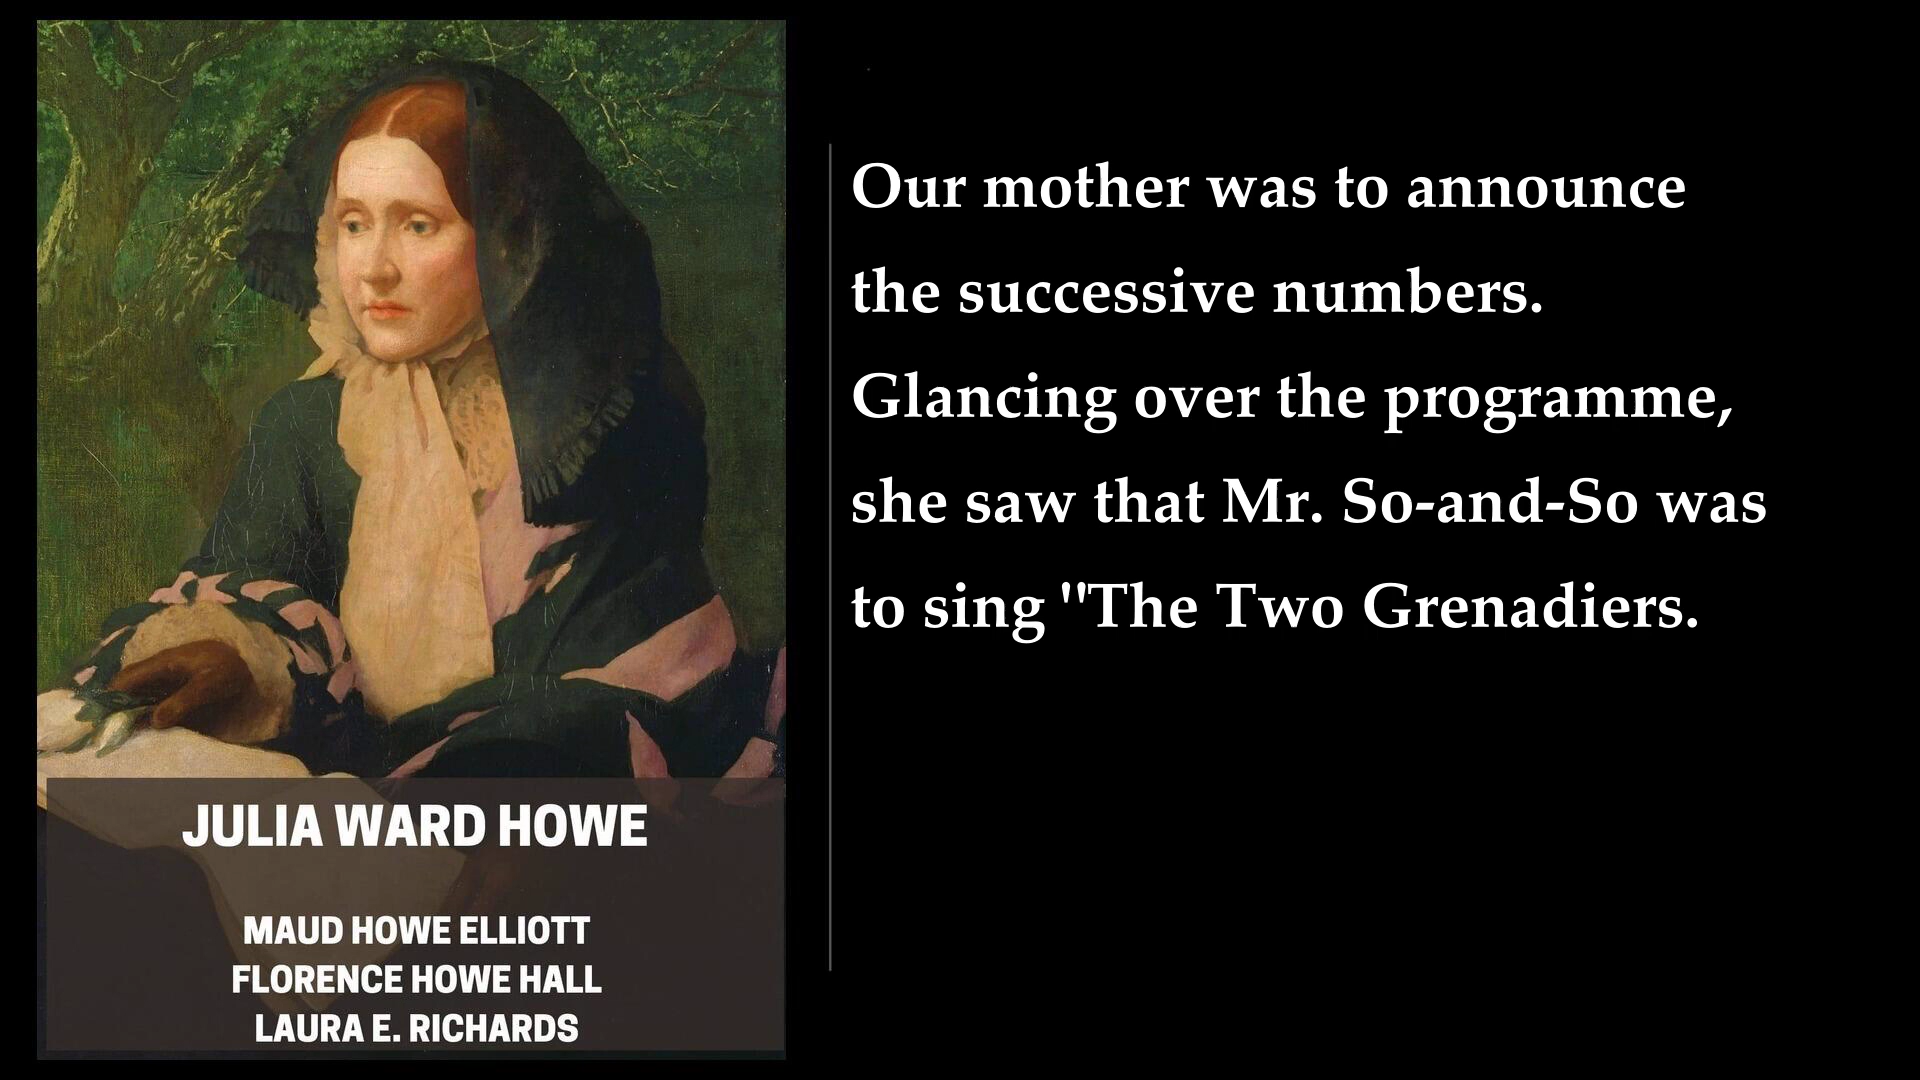 JULIA WARD HOWE
MAUD HOWE ELLIOTT
FLORENCE HOWE HALL
LAURA E. RICHARDS
Our mother was to announce
the successive numbers.
Glancing over the programme,
she saw that Mr. So-and-So was
to sing "The Two Grenadiers.